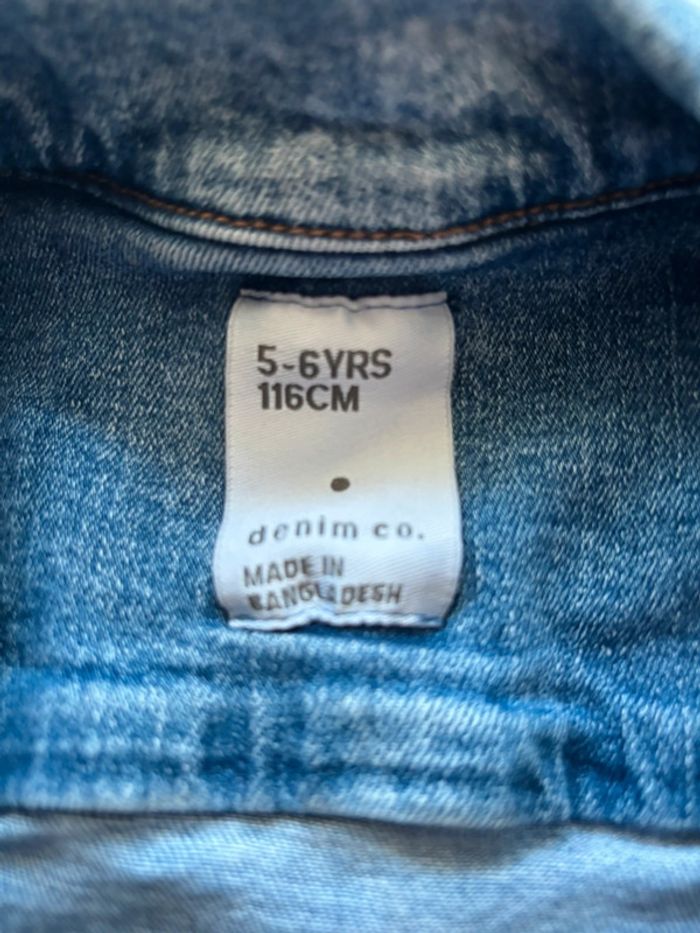 5-6YRS
116CM
denim co.
MADE IN
BANGLADESH